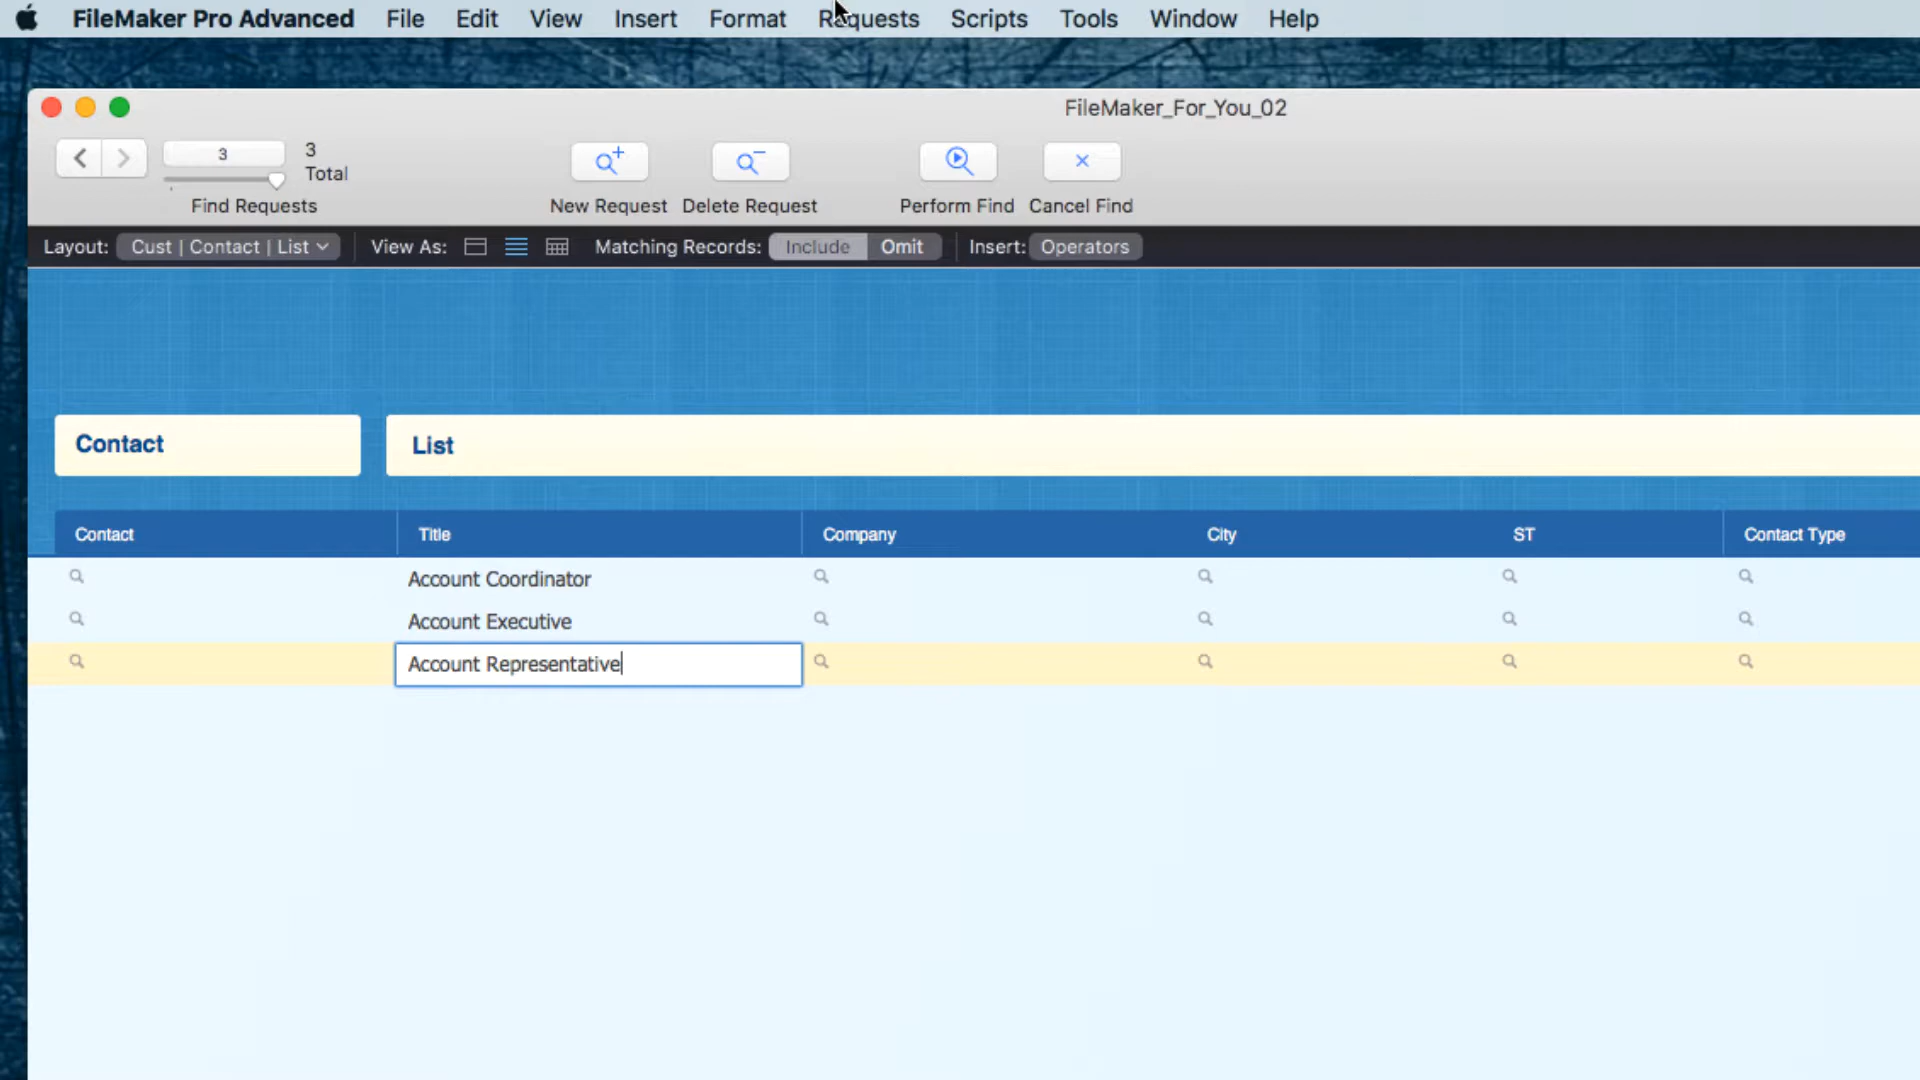 FileMaker Pro Advanced File Edit View Insert Format Requests Scripts Tools Window Help
FileMaker_For_You_02
3
3
Total
Find Requests
New Request
Delete Request
Perform Find
Cancel Find
Layout: Cust | Contact | List View As: Matching Records: Include Omit Insert: Operators
Contact
List
Contact Title Company City ST Contact Type
Account Coordinator
Account Executive
Account Representative